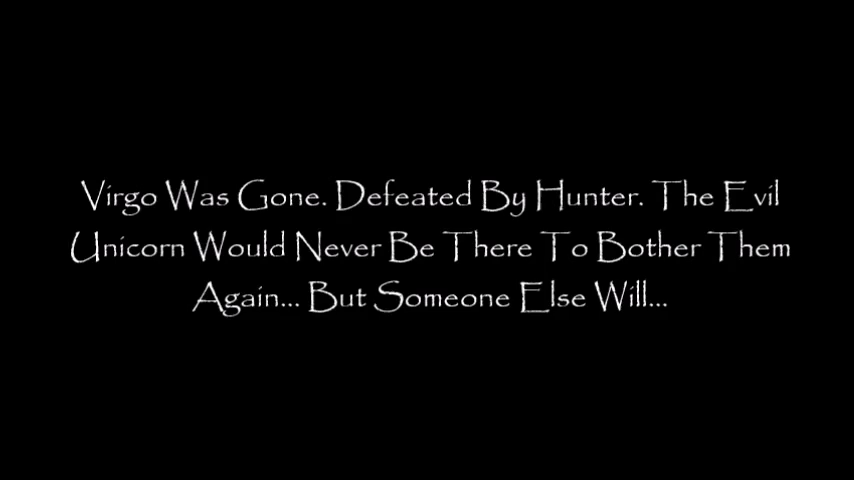 Virgo Was Gone. Defeated By Hunter. The Evil
Unicorn Would Never Be There To Bother Them
Again... But Someone Else Will...